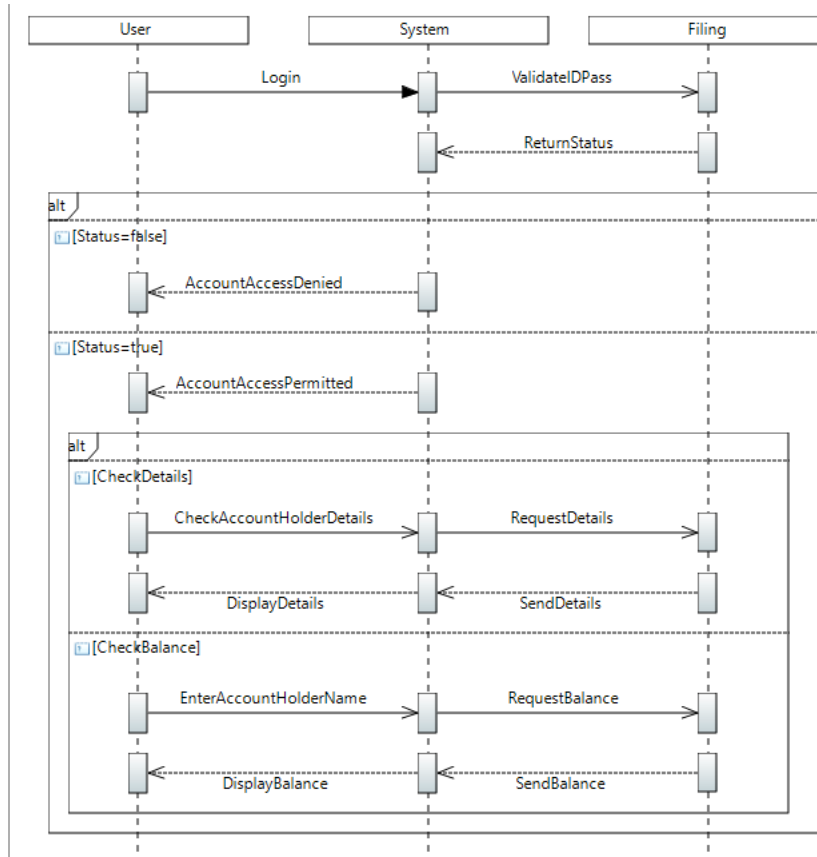 User System Filing
Login ValidateIDPass
ReturnStatus
alt
[Status=false]
AccountAccessDenied
[Status=true]
AccountAccessPermitted
alt
[CheckDetails]
CheckAccountHolderDetails RequestDetails
DisplayDetails SendDetails
[CheckBalance]
EnterAccountHolderName RequestBalance
DisplayBalance SendBalance